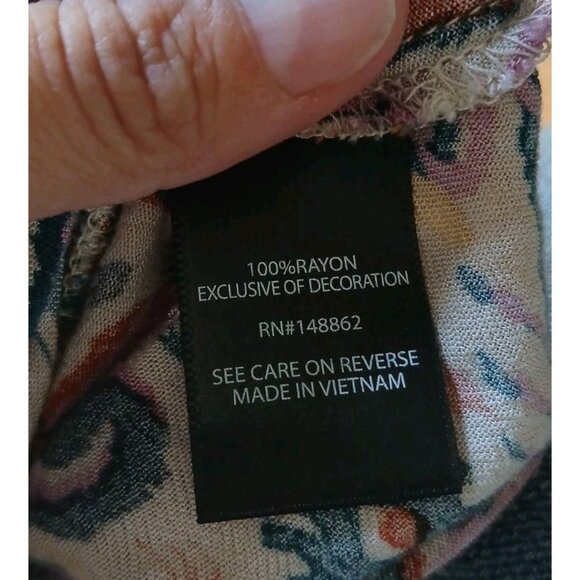 100%RAYON
EXCLUSIVE OF DECORATION
RN#148862
SEE CARE ON REVERSE
MADE IN VIETNAM